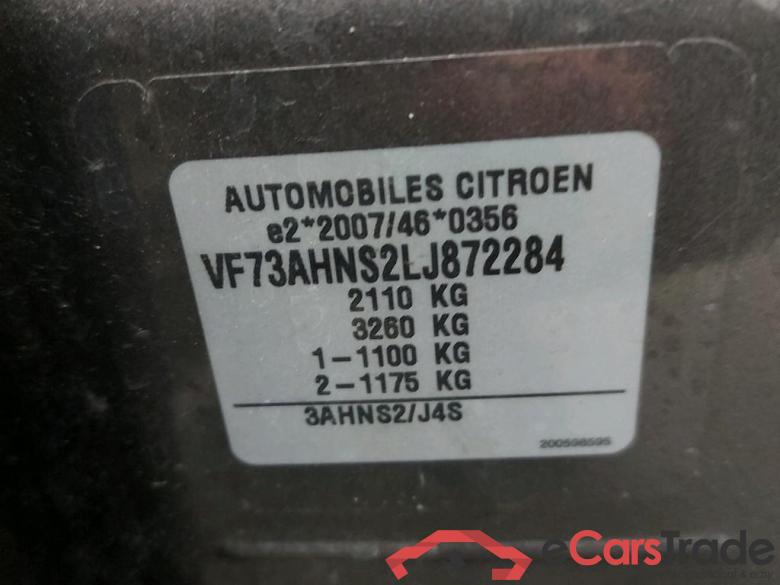 AUTOMOBILES CITROEN
e2*2007/46*0356
VF73AHNS2LJ872284
2110 KG
3260 KG
1-1100 KG
2-1175 KG
3AHNS2/J4S
200598595
eCarsTrade